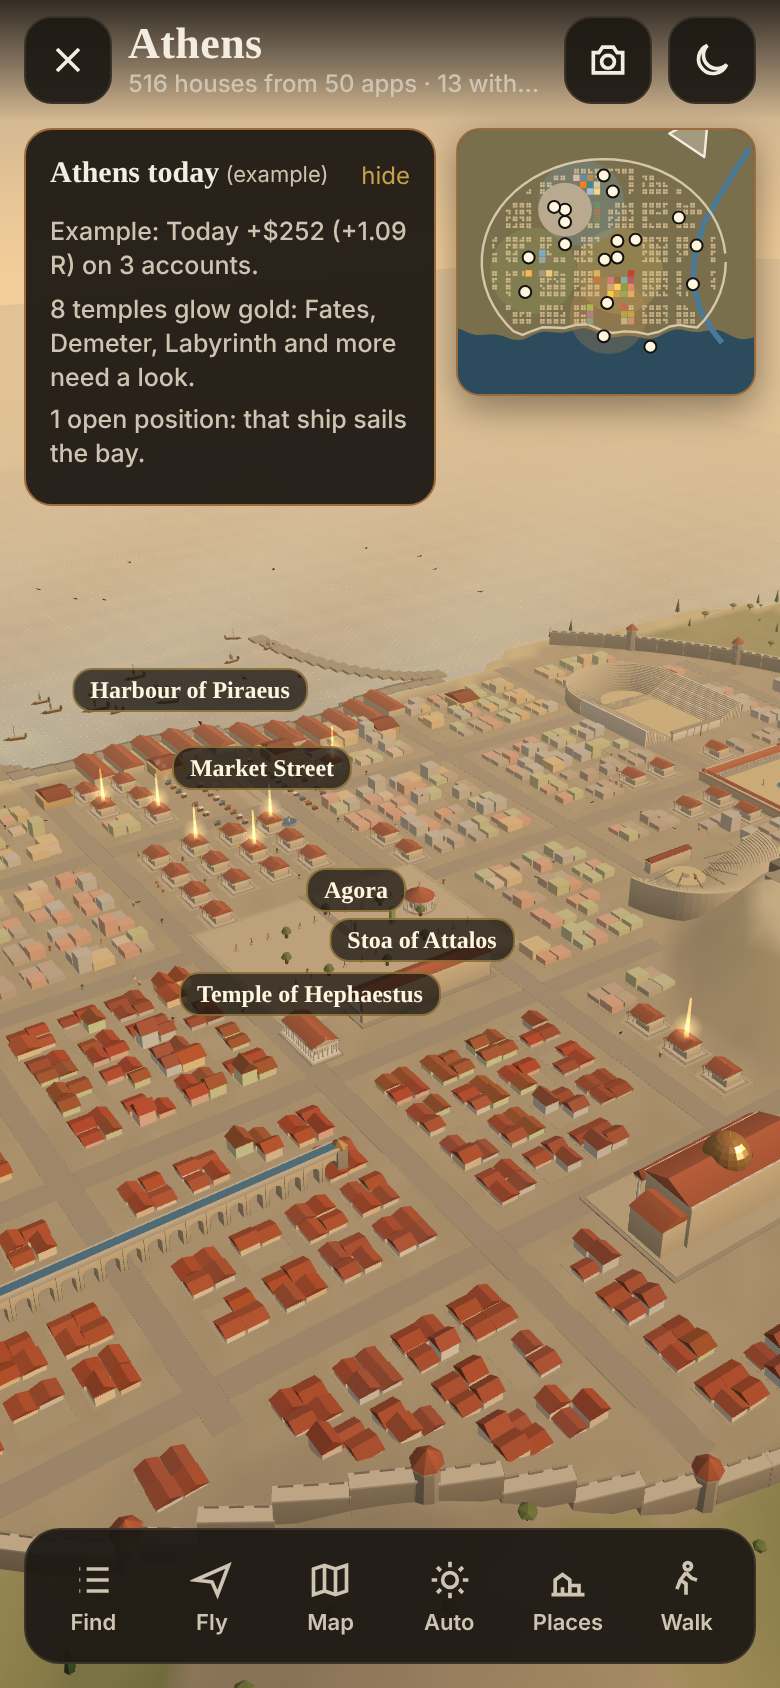 Athens
516 houses from 50 apps · 13 with...
Athens today (example) hide
Example: Today +$252 (+1.09
R) on 3 accounts.
8 temples glow gold: Fates,
Demeter, Labyrinth and more
need a look.
1 open position: that ship sails
the bay.
Harbour of Piraeus
Market Street
Agora
Stoa of Attalos
Temple of Hephaestus
Find
Fly
Map
Auto
Places
Walk